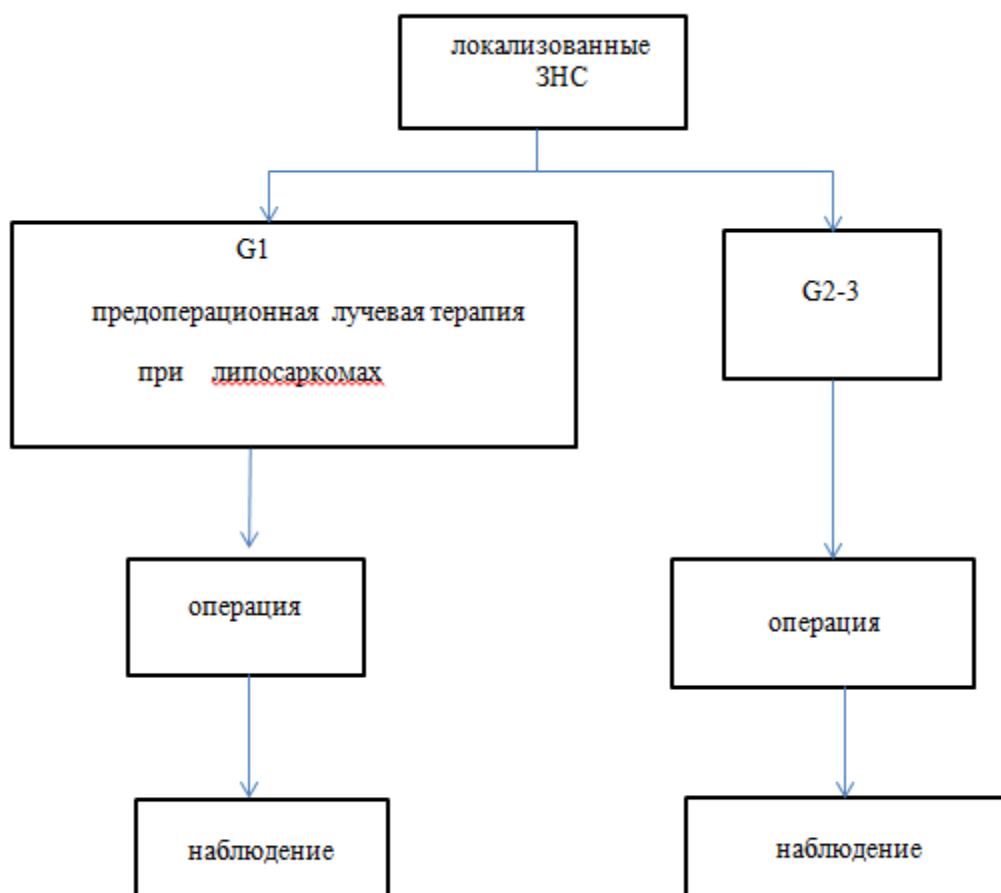 локализованные
ЗНС
G1
предоперационная лучевая терапия
при липосаркомах
G2-3
операция
операция
наблюдение
наблюдение